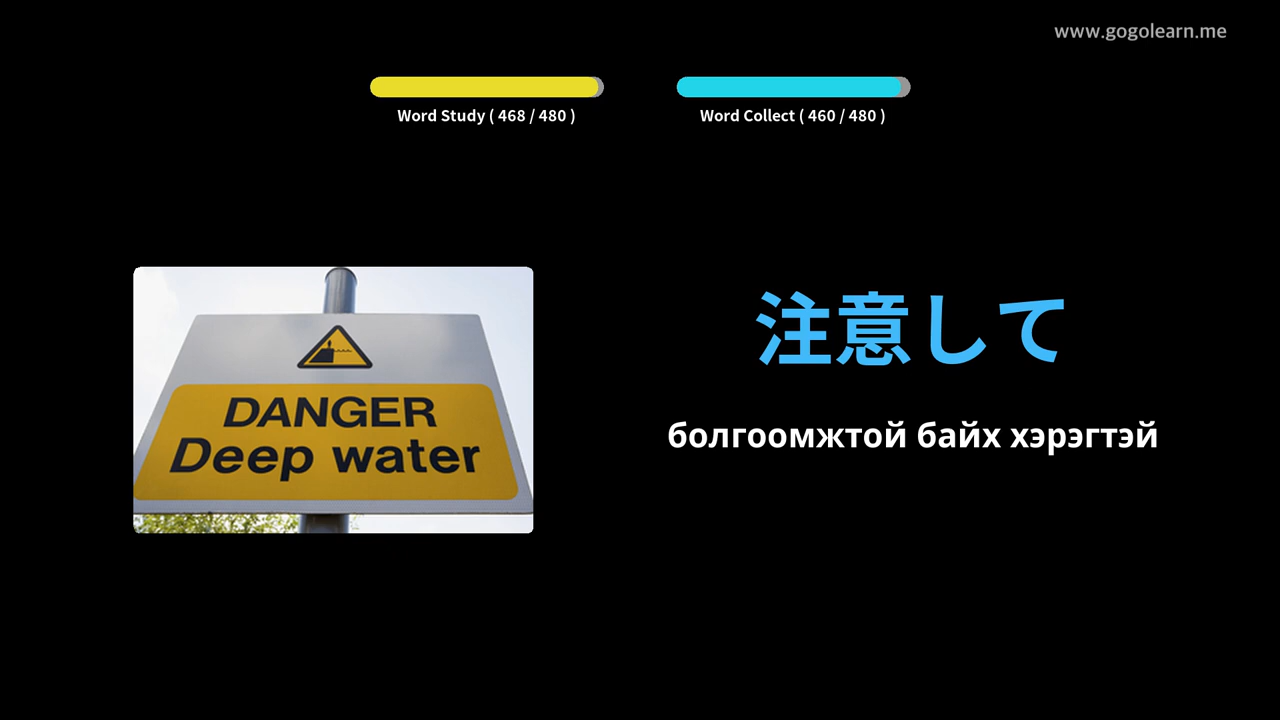 www.gogolearn.me
Word Study ( 468 / 480 )
Word Collect ( 460 / 480 )
DANGER
Deep water
注意して
болгоомжтой байх хэрэгтэй